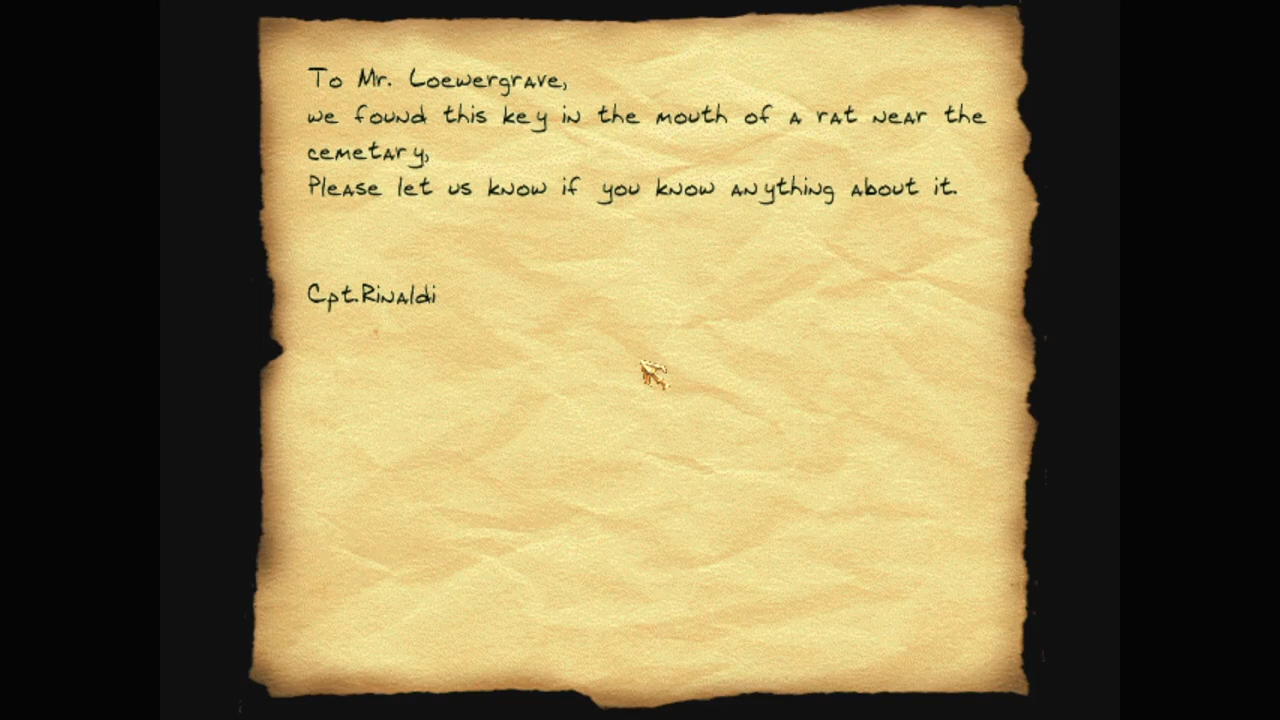 To Mr. Loewergrave,
we found this key in the mouth of a rat near the
cemetary,
Please let us know if you know anything about it.
Cpt.Rinaldi